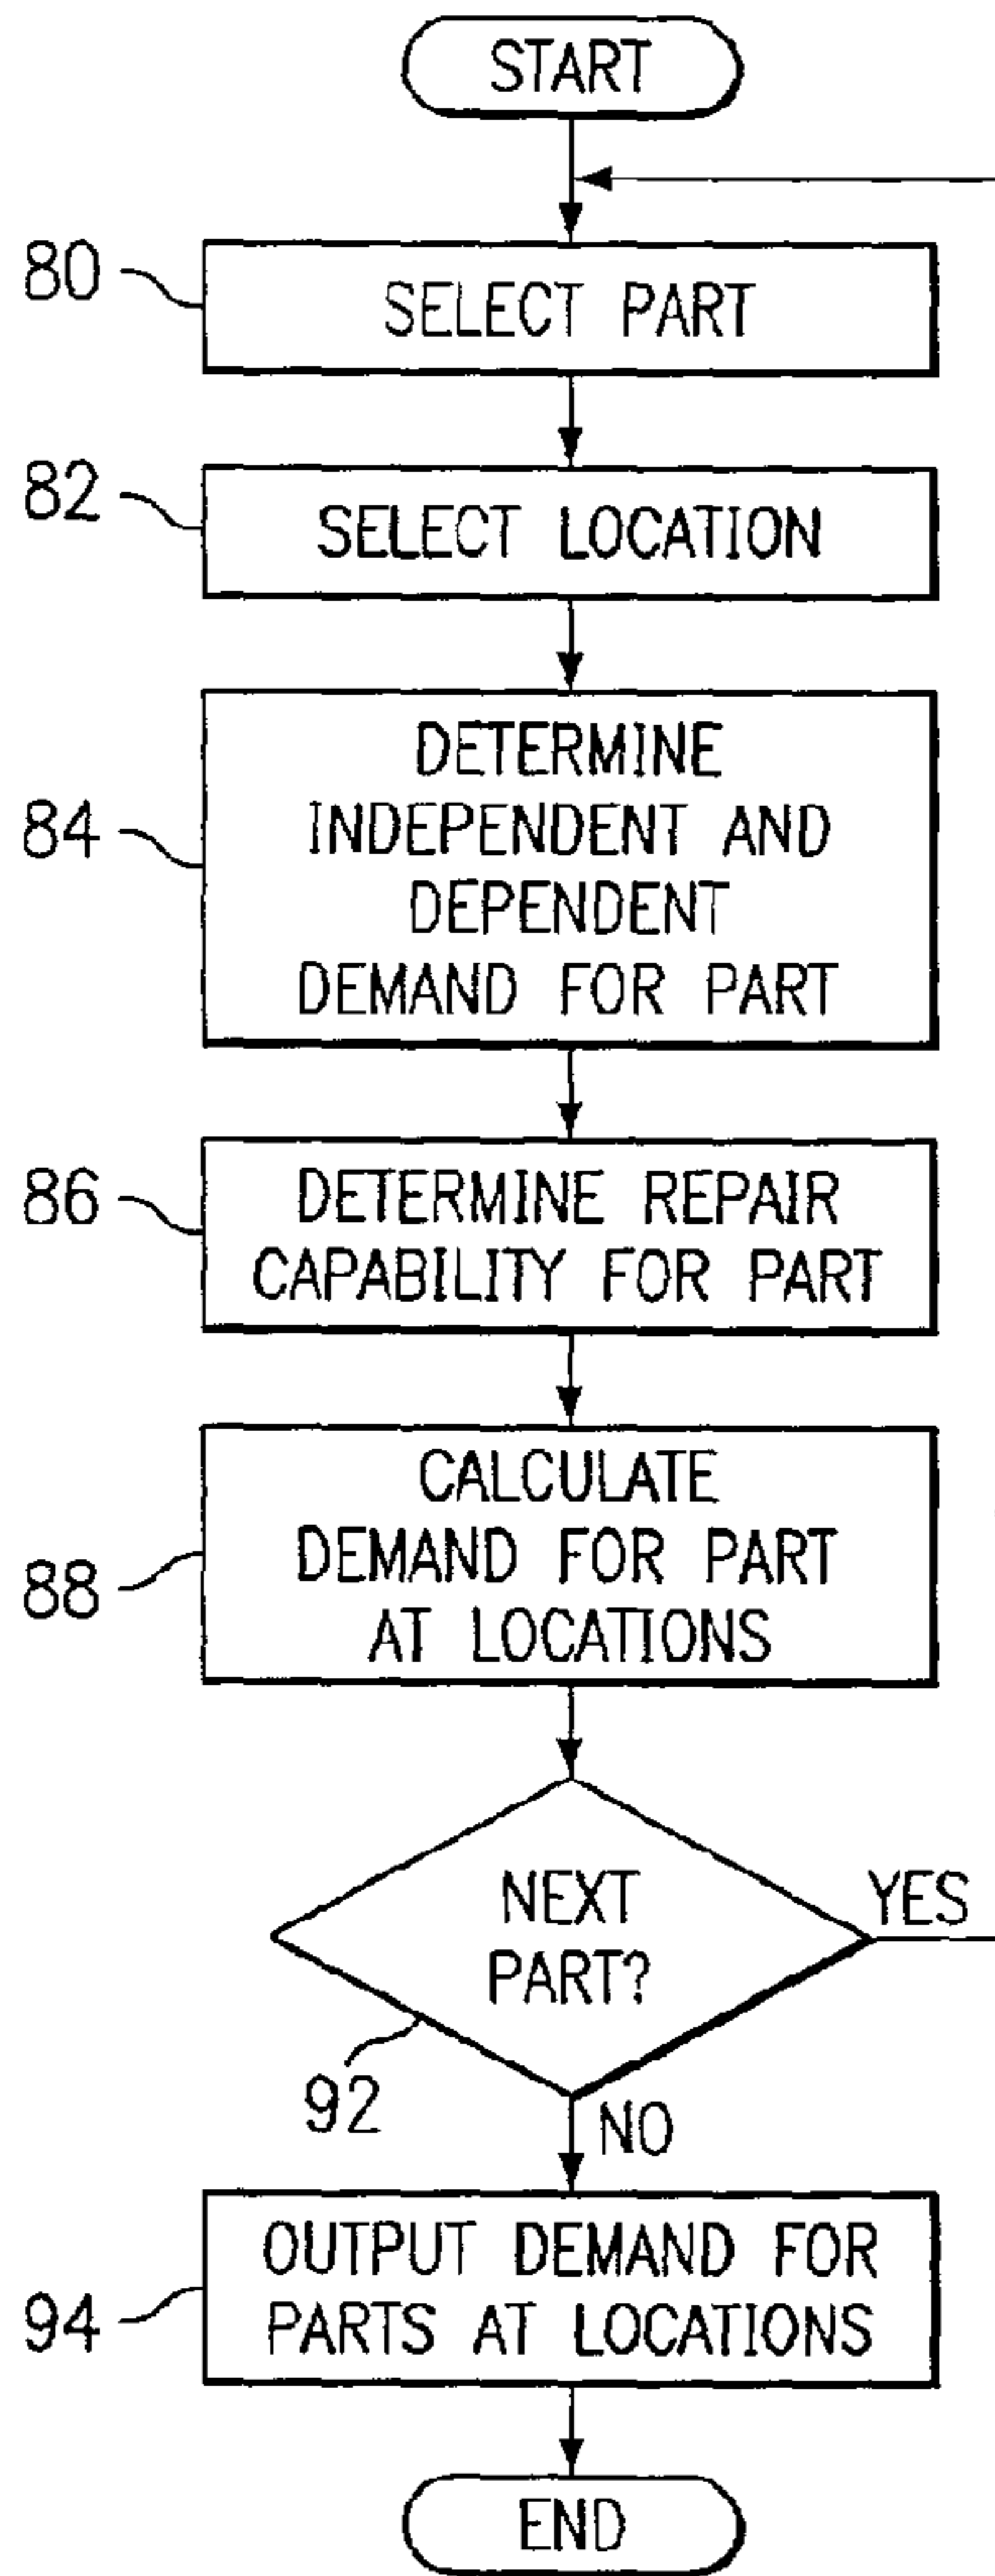 START
80
SELECT PART
82
SELECT LOCATION
84
DETERMINE
INDEPENDENT AND
DEPENDENT
DEMAND FOR PART
86
DETERMINE REPAIR
CAPABILITY FOR PART
88
CALCULATE
DEMAND FOR PART
AT LOCATIONS
NEXT
PART?
YES
92
NO
94
OUTPUT DEMAND FOR
PARTS AT LOCATIONS
END